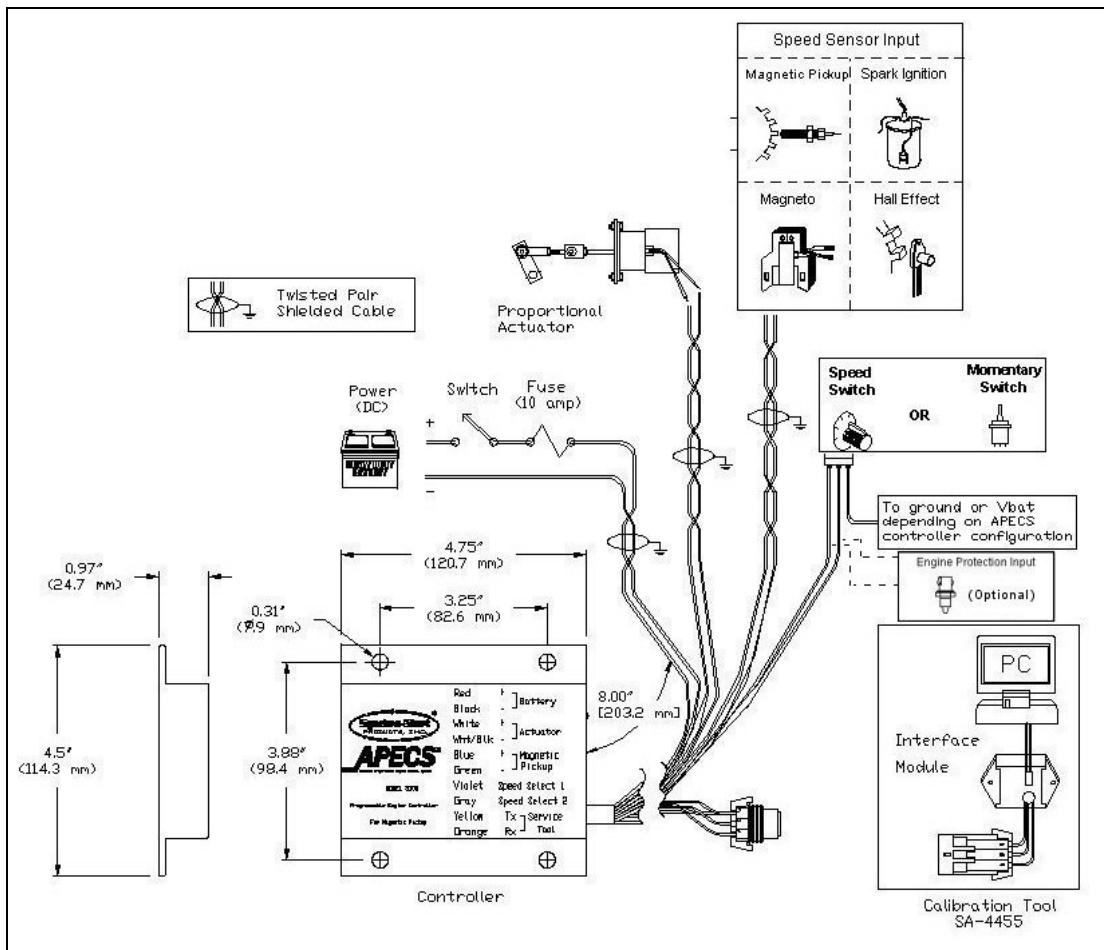 Speed Sensor Input
Magnetic Pickup
Spark Ignition
Magneto
Hall Effect
Twisted Pair
Shielded Cable
Proportional
Actuator
Power
(DC)
+
-
Switch
Fuse
(10 amp)
Speed
Switch
OR
Momentary
Switch
To ground or Vbat
depending on APECS
controller configuration
Engine Protection Input
(Optional)
PC
Interface
Module
Calibration Tool
SA-4455
0.97"
(24.7 mm)
4.75"
(120.7 mm)
0.31"
(7.9 mm)
3.25"
(82.6 mm)
4.5"
(114.3 mm)
3.88"
(98.4 mm)
8.00"
[203.2 mm]
APECS
Programmable Engine Controller
For Magnetic Pickup
Red +
Black -
Battery
White +
Wht/Blk -
Actuator
Blue +
Green -
Magnetic
Pickup
Violet Speed Select 1
Gray Speed Select 2
Yellow Tx
Orange Rx
Service
Tool
Controller